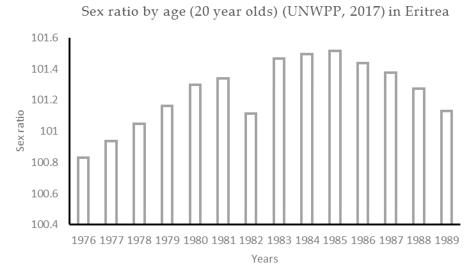 Sex ratio by age (20 year olds) (UNWPP, 2017) in Eritrea
101.6
101.4
101.2
101
100.8
100.6
100.4
Sex ratio
1976 1977 1978 1979 1980 1981 1982 1983 1984 1985 1986 1987 1988 1989
Years